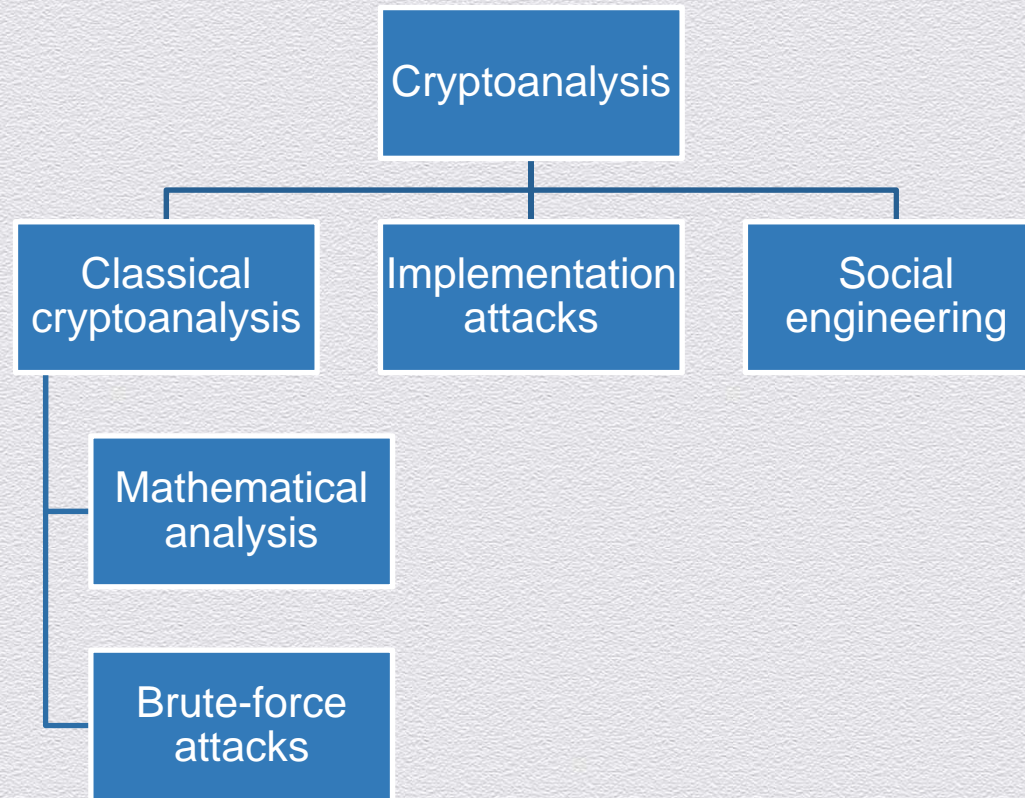 Cryptoanalysis
Classical
cryptoanalysis
Implementation
attacks
Social
engineering
Mathematical
analysis
Brute-force
attacks